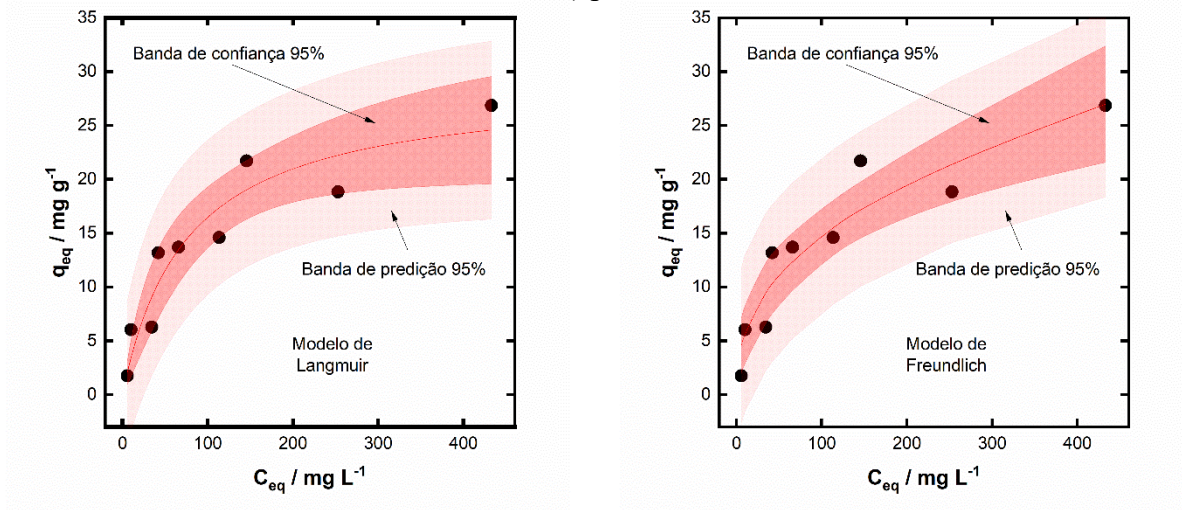 35
30
25
20
15
10
5
0
q_eq / mg g^-1
Banda de confiança 95%
Banda de predição 95%
Modelo de
Langmuir
0 100 200 300 400
C_eq / mg L^-1
35
30
25
20
15
10
5
0
q_eq / mg g^-1
Banda de confiança 95%
Banda de predição 95%
Modelo de
Freundlich
0 100 200 300 400
C_eq / mg L^-1